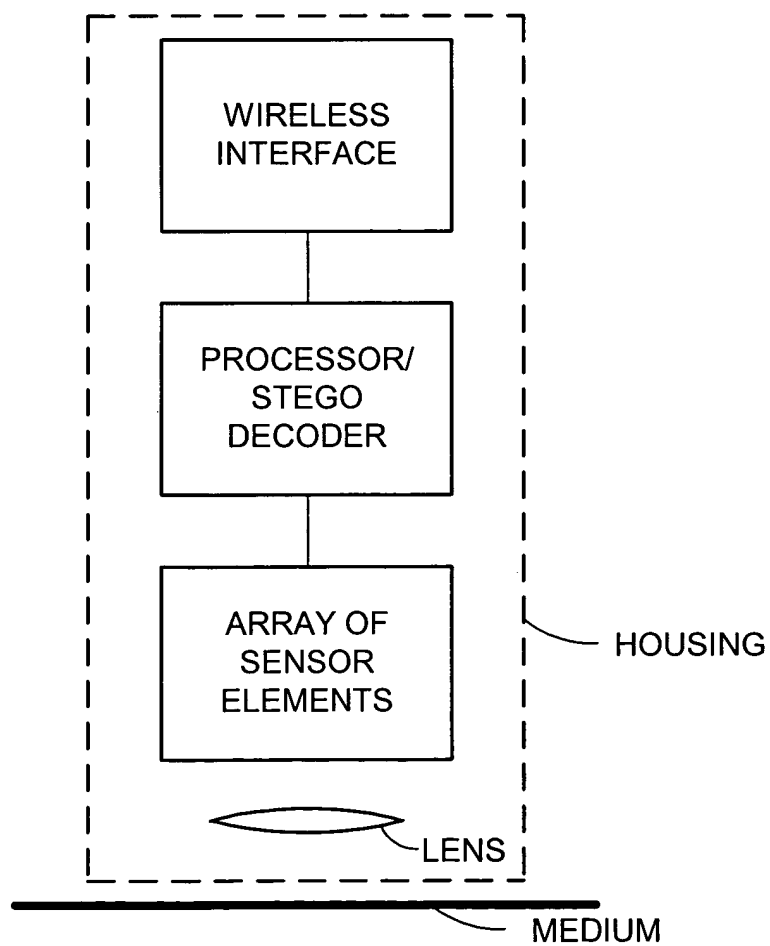 WIRELESS
INTERFACE
PROCESSOR/
STEGO
DECODER
ARRAY OF
SENSOR
ELEMENTS
HOUSING
LENS
MEDIUM